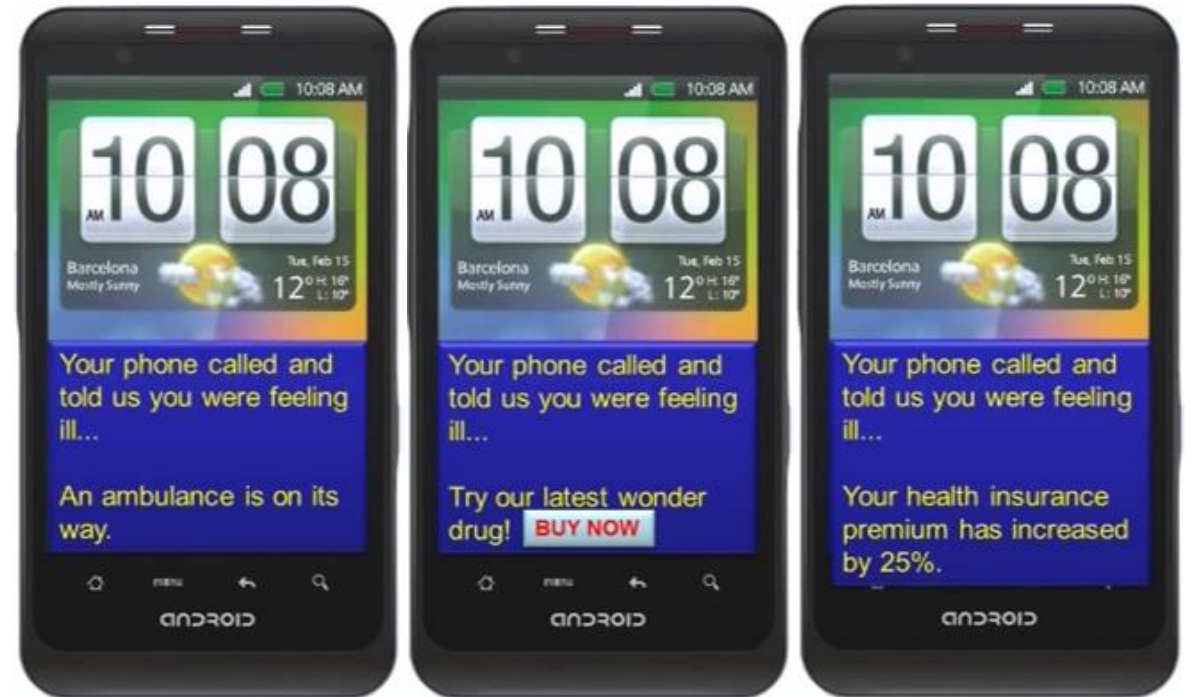 10:08 AM
AM 10 08
Barcelona
Mostly Sunny
Tue, Feb 15
12° H: 16°
L: 10°
Your phone called and
told us you were feeling
ill...
An ambulance is on its
way.
menu
ANDROID
10:08 AM
AM 10 08
Barcelona
Mostly Sunny
Tue, Feb 15
12° H: 16°
L: 10°
Your phone called and
told us you were feeling
ill...
Try our latest wonder
drug! BUY NOW
menu
ANDROID
10:08 AM
AM 10 08
Barcelona
Mostly Sunny
Tue, Feb 15
12° H: 16°
L: 10°
Your phone called and
told us you were feeling
ill...
Your health insurance
premium has increased
by 25%.
ANDROID